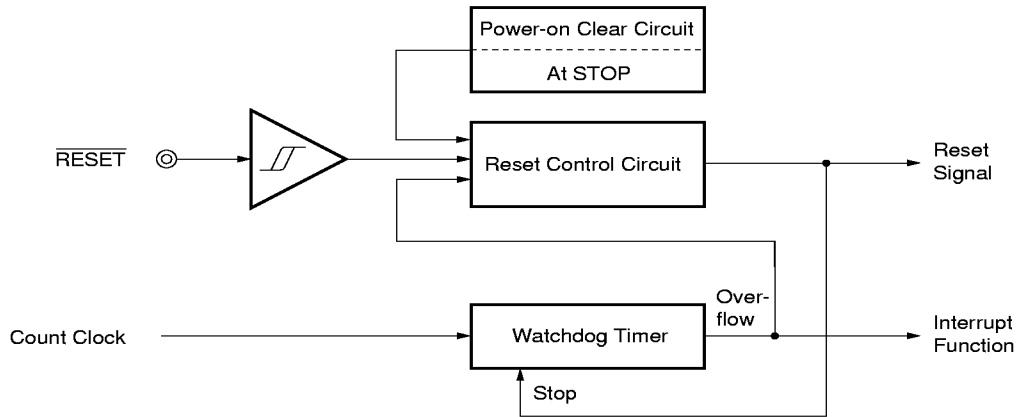 Power-on Clear Circuit
At STOP
RESET
Reset Control Circuit
Reset
Signal
Over-
flow
Count Clock
Watchdog Timer
Interrupt
Function
Stop